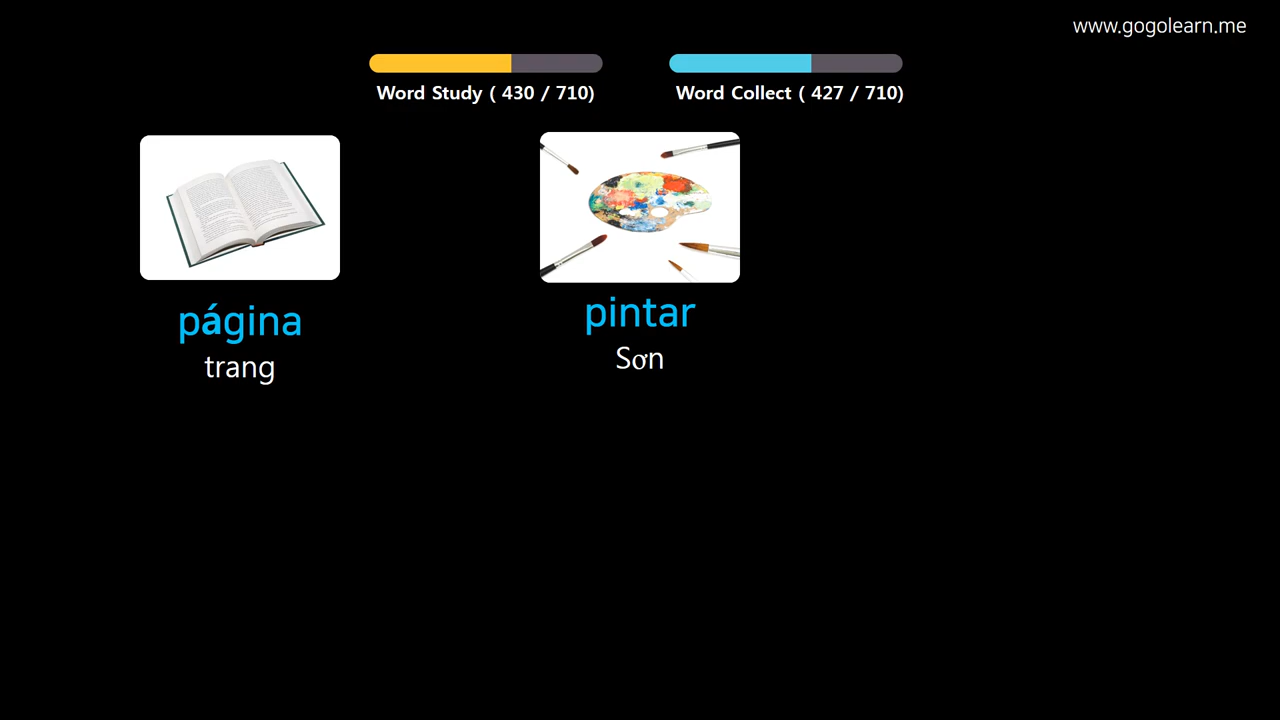 www.gogolearn.me
Word Study ( 430 / 710)
Word Collect ( 427 / 710)
página
trang
pintar
Sơn